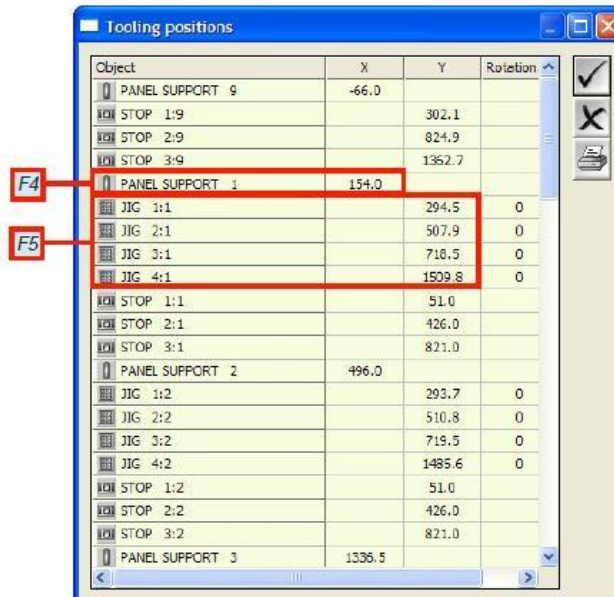 Tooling positions
Object X Y Rotation
PANEL SUPPORT 9 -66.0
STOP 1:9 302.1
STOP 2:9 824.9
STOP 3:9 1362.7
F4 PANEL SUPPORT 1 154.0
JIG 1:1 294.5 0
JIG 2:1 507.9 0
F5 JIG 3:1 718.5 0
JIG 4:1 1509.8 0
STOP 1:1 51.0
STOP 2:1 426.0
STOP 3:1 821.0
PANEL SUPPORT 2 496.0
JIG 1:2 293.7 0
JIG 2:2 510.8 0
JIG 3:2 719.5 0
JIG 4:2 1485.6 0
STOP 1:2 51.0
STOP 2:2 426.0
STOP 3:2 821.0
PANEL SUPPORT 3 1336.5